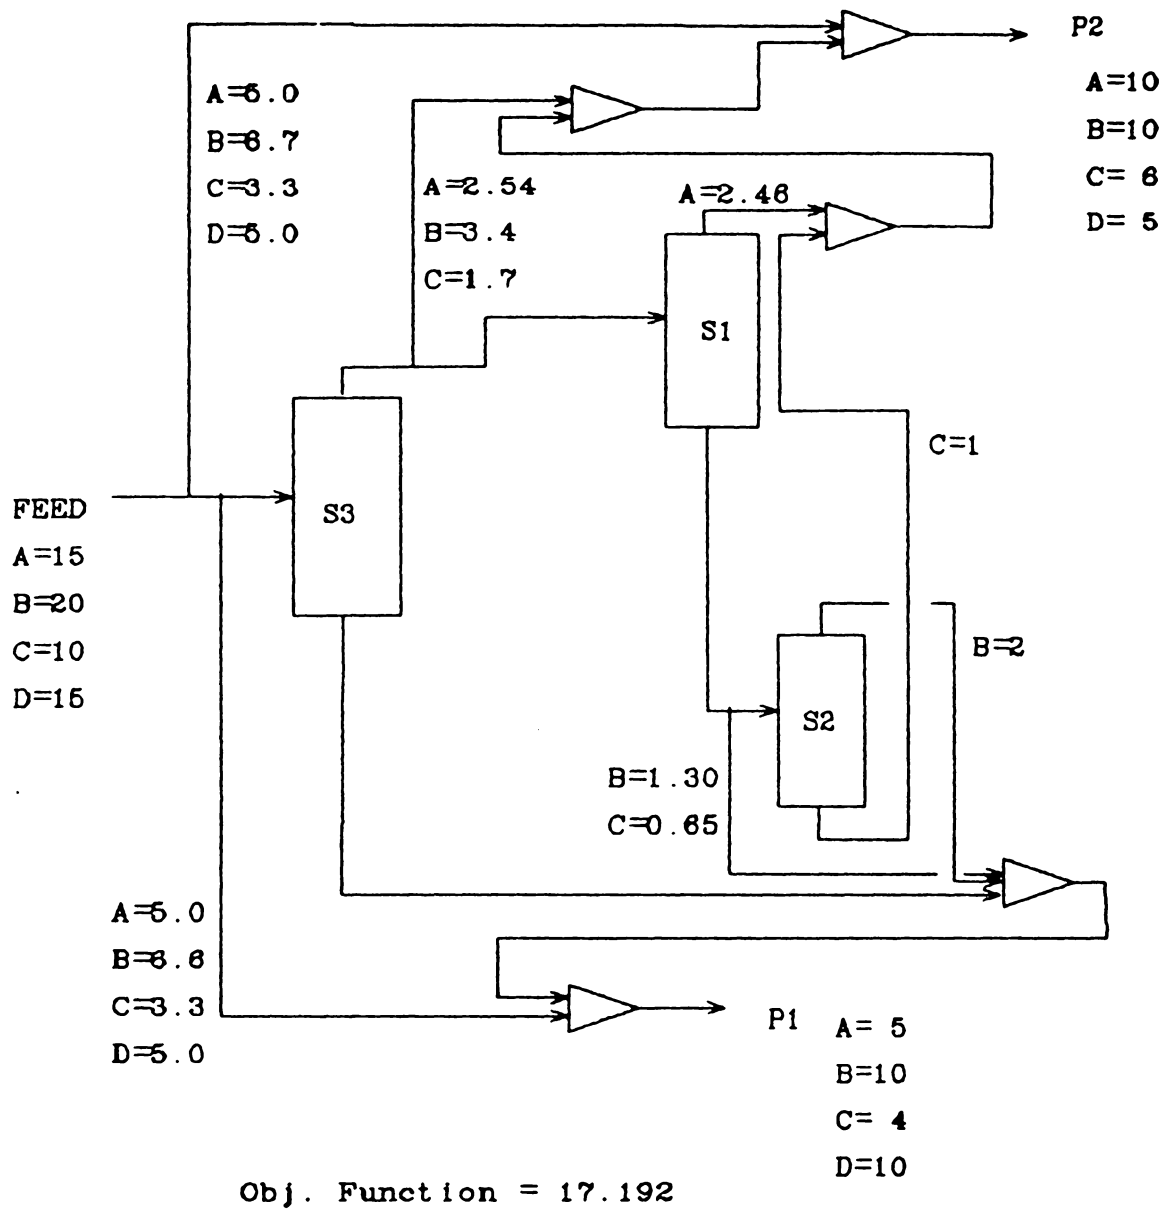 P2
A=10
B=10
C= 6
D= 5
A=5.0
B=6.7
C=3.3
D=5.0
A=2.54
B=3.4
C=1.7
A=2.46
S1
C=1
S3
FEED
A=15
B=20
C=10
D=15
B=2
S2
B=1.30
C=0.65
A=5.0
B=6.6
C=3.3
D=5.0
P1
A= 5
B=10
C= 4
D=10
Obj. Function = 17.192